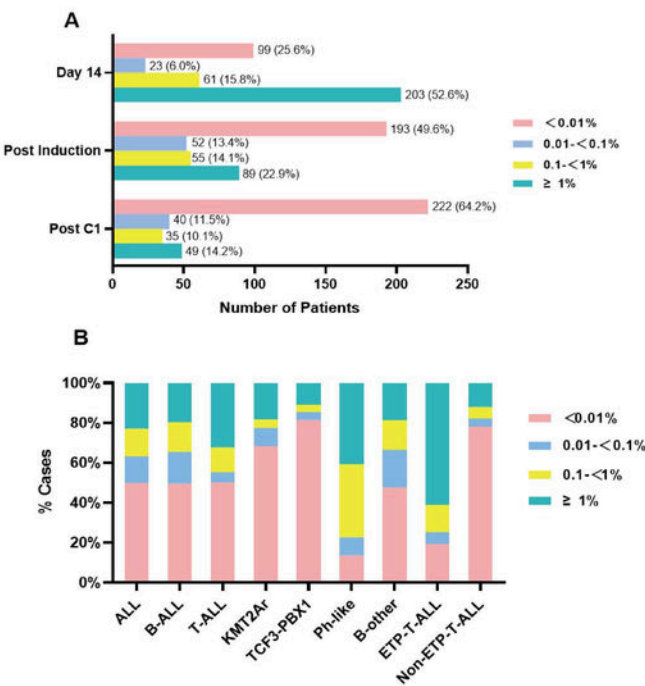 A
Day 14
99 (25.6%)
23 (6.0%)
61 (15.8%)
203 (52.6%)
Post Induction
193 (49.6%)
52 (13.4%)
55 (14.1%)
89 (22.9%)
Post C1
222 (64.2%)
40 (11.5%)
35 (10.1%)
49 (14.2%)
0 50 100 150 200 250
Number of Patients
<0.01%
0.01-<0.1%
0.1-<1%
≥ 1%
B
100%
80%
60%
40%
20%
0%
% Cases
ALL
B-ALL
T-ALL
KMT2Ar
TCF3-PBX1
Ph-like
B-other
ETP-T-ALL
Non-ETP-T-ALL
<0.01%
0.01-<0.1%
0.1-<1%
≥ 1%